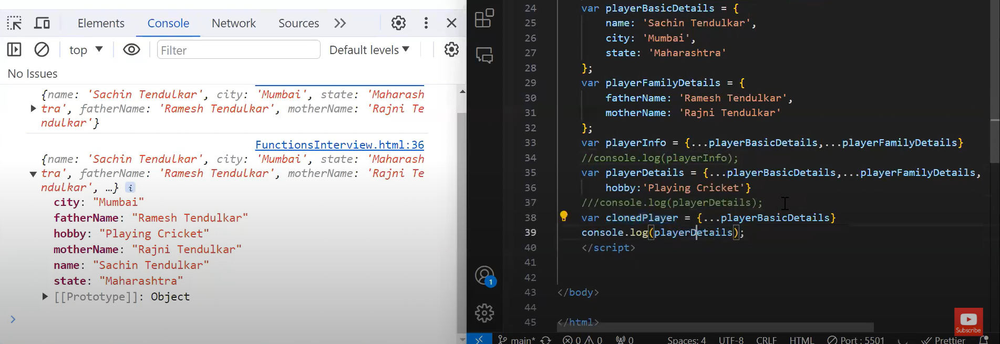 Elements Console Network Sources
top Filter Default levels
No Issues
{name: 'Sachin Tendulkar', city: 'Mumbai', state: 'Maharash
tra', fatherName: 'Ramesh Tendulkar', motherName: 'Rajni Te
ndulkar'}
FunctionsInterview.html:36
{name: 'Sachin Tendulkar', city: 'Mumbai', state: 'Maharash
tra', fatherName: 'Ramesh Tendulkar', motherName: 'Rajni Te
ndulkar', …} i
city: "Mumbai"
fatherName: "Ramesh Tendulkar"
hobby: "Playing Cricket"
motherName: "Rajni Tendulkar"
name: "Sachin Tendulkar"
state: "Maharashtra"
[[Prototype]]: Object
24 var playerBasicDetails = {
25 name: 'Sachin Tendulkar',
26 city: 'Mumbai',
27 state: 'Maharashtra'
28 };
29 var playerFamilyDetails = {
30 fatherName: 'Ramesh Tendulkar',
31 motherName: 'Rajni Tendulkar'
32 };
33 var playerInfo = {...playerBasicDetails,...playerFamilyDetails}
34 //console.log(playerInfo);
35 var playerDetails = {...playerBasicDetails,...playerFamilyDetails,
36 hobby:'Playing Cricket'}
37 ///console.log(playerDetails);
38 var clonedPlayer = {...playerBasicDetails}
39 console.log(playerDetails);
40 </script>
41
42
43 </body>
44
45 </html>
1
Subscribe
main* 0 0 0 Spaces: 4 UTF-8 CRLF HTML Port : 5501 Prettier